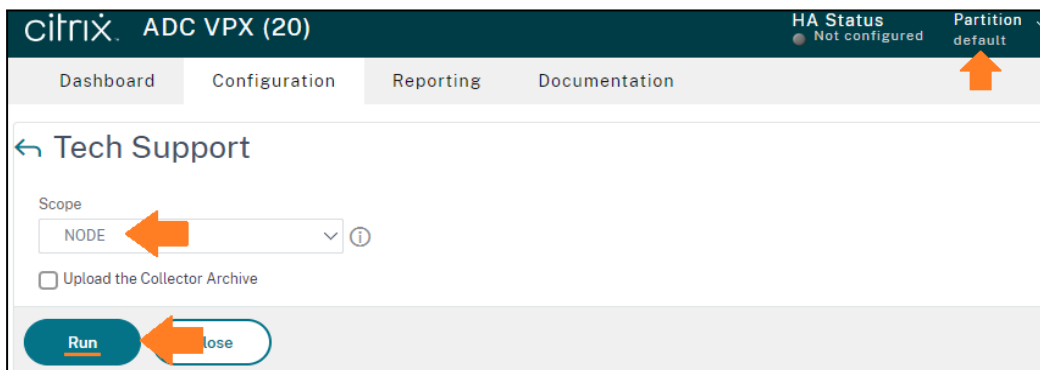 citrix. ADC VPX (20)
HA Status
Not configured
Partition
default
Dashboard Configuration Reporting Documentation
Tech Support
Scope
NODE
Upload the Collector Archive
Run lose